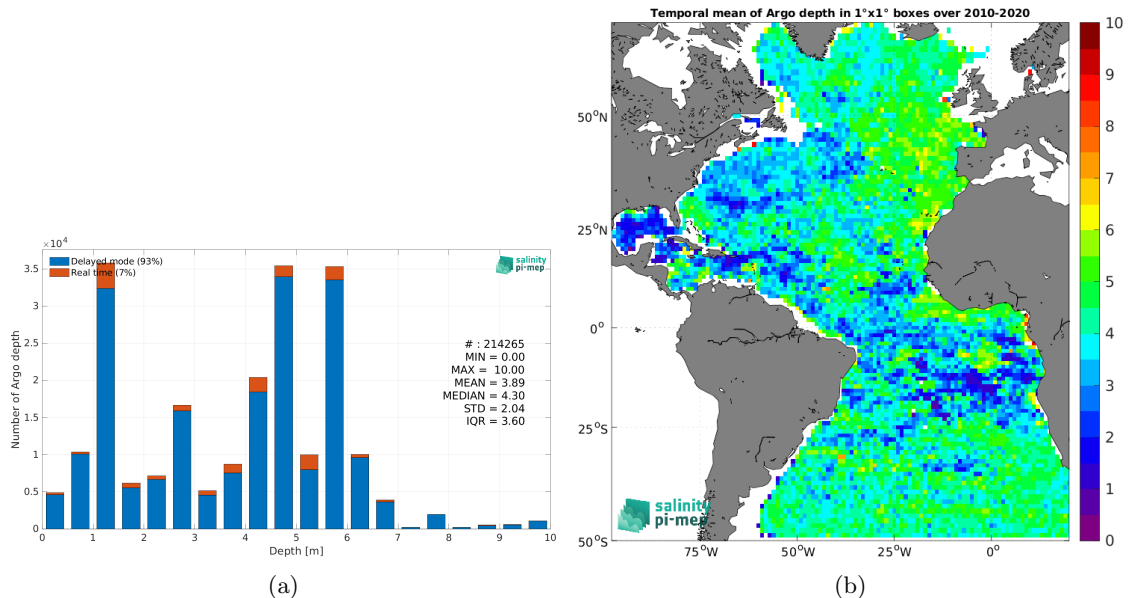 Temporal mean of Argo depth in 1°x1° boxes over 2010-2020
×10⁴
Delayed mode (93%)
Real time (7%)
salinity
pi-mep
# : 214265
MIN = 0.00
MAX = 10.00
MEAN = 3.89
MEDIAN = 4.30
STD = 2.04
IQR = 3.60
Number of Argo depth
3.5
3
2.5
2
1.5
1
0.5
0
0 1 2 3 4 5 6 7 8 9 10
Depth [m]
(a)
50°N
25°N
0°
25°S
50°S
75°W 50°W 25°W 0°
salinity
pi-mep
10
9
8
7
6
5
4
3
2
1
0
(b)